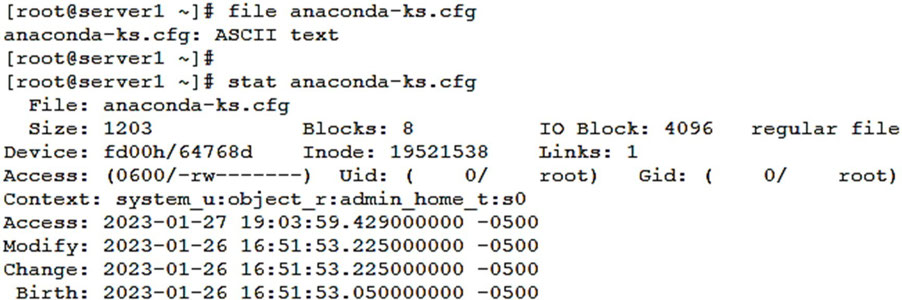 [root@server1 ~]# file anaconda-ks.cfg
anaconda-ks.cfg: ASCII text
[root@server1 ~]#
[root@server1 ~]# stat anaconda-ks.cfg
  File: anaconda-ks.cfg
  Size: 1203            Blocks: 8          IO Block: 4096   regular file
Device: fd00h/64768d    Inode: 19521538    Links: 1
Access: (0600/-rw-------)  Uid: (    0/    root)   Gid: (    0/    root)
Context: system_u:object_r:admin_home_t:s0
Access: 2023-01-27 19:03:59.429000000 -0500
Modify: 2023-01-26 16:51:53.225000000 -0500
Change: 2023-01-26 16:51:53.225000000 -0500
 Birth: 2023-01-26 16:51:53.050000000 -0500